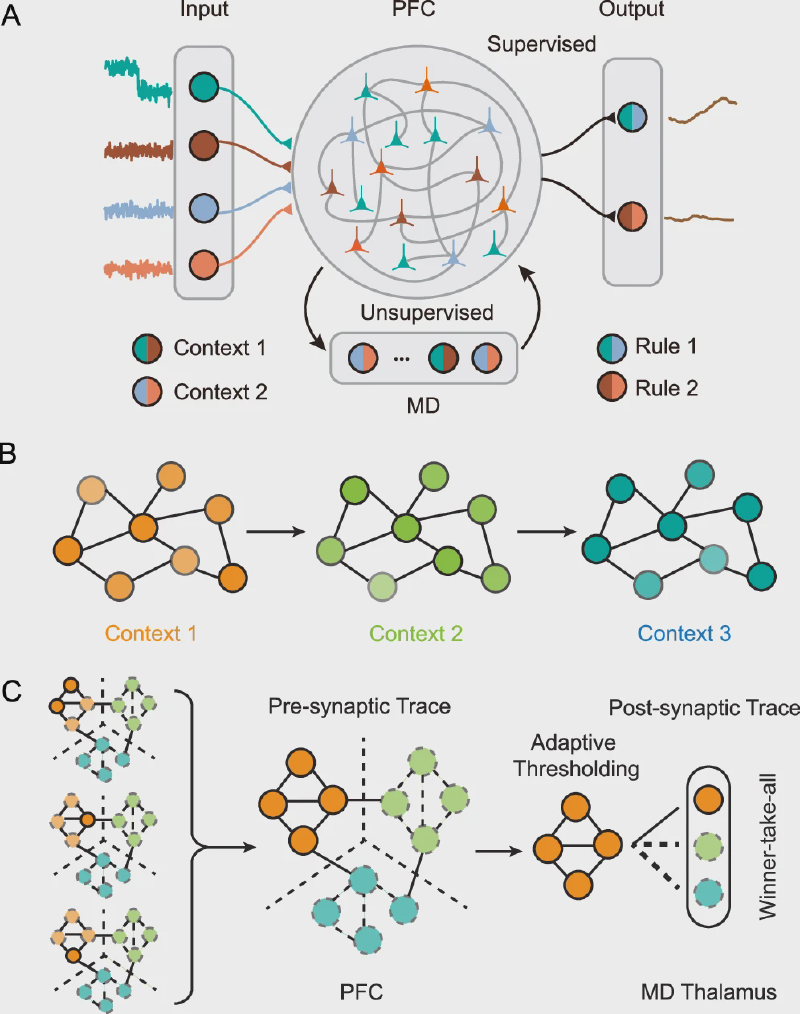 A
Input
PFC
Output
Supervised
Unsupervised
...
MD
Context 1
Context 2
Rule 1
Rule 2
B
Context 1
Context 2
Context 3
C
Pre-synaptic Trace
Post-synaptic Trace
Adaptive
Thresholding
Winner-take-all
PFC
MD Thalamus